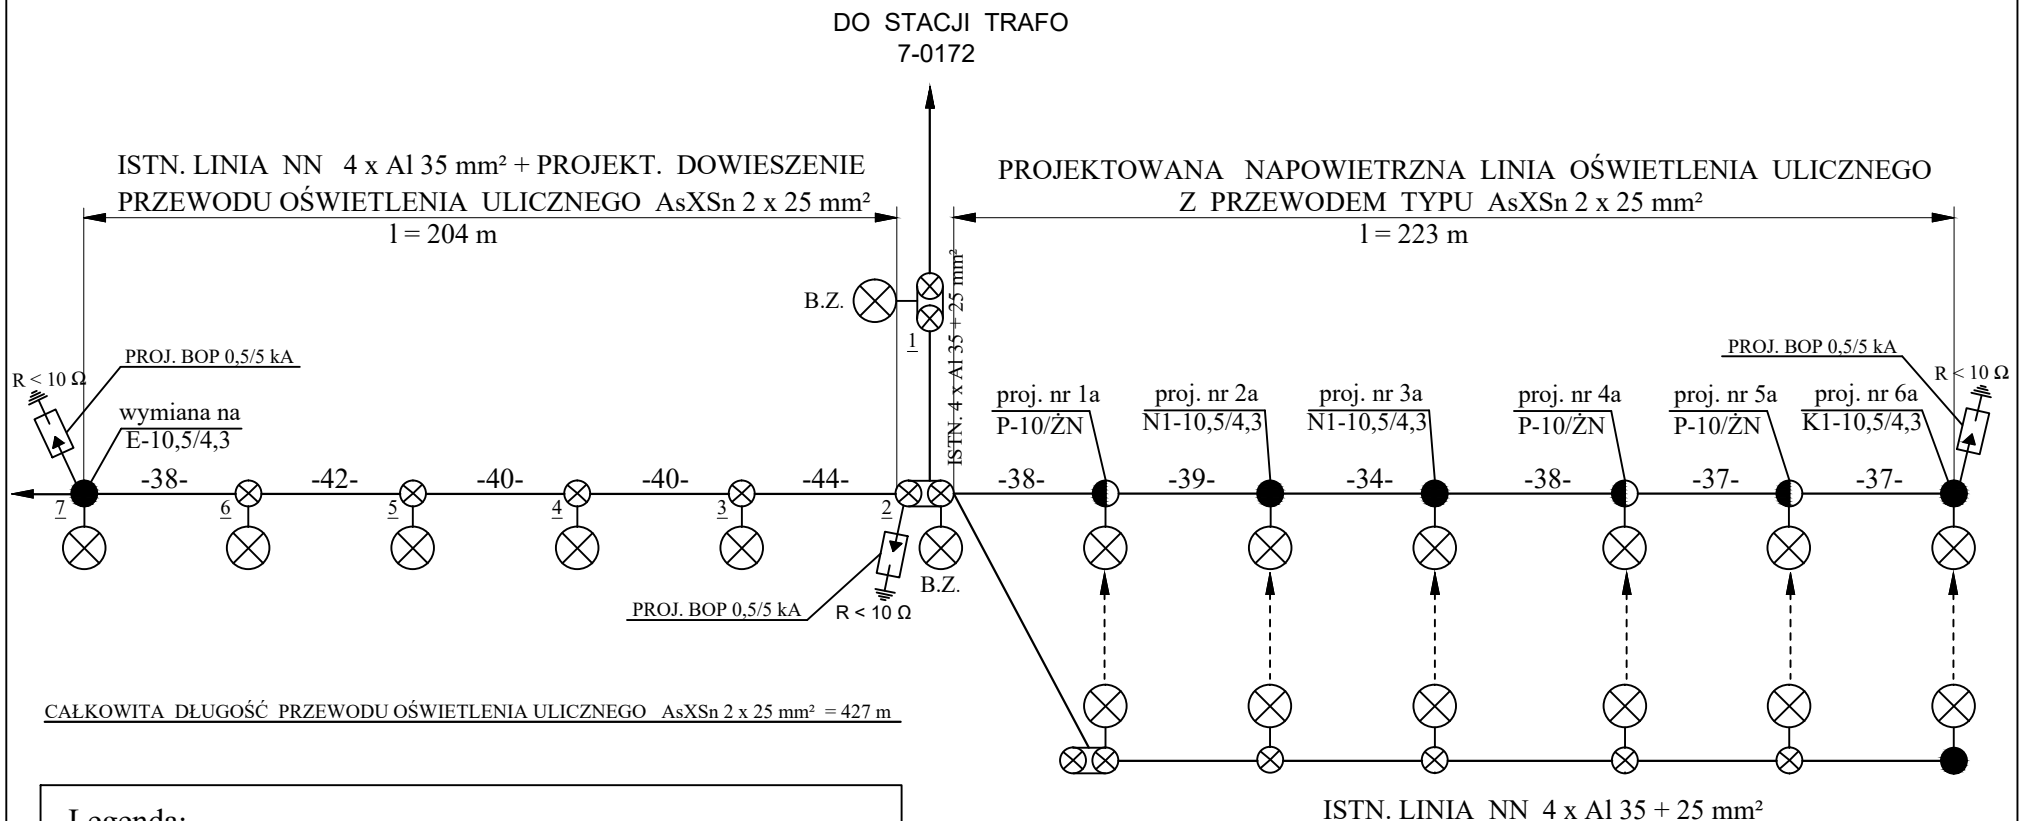 DO STACJI TRAFO
7-0172
ISTN. LINIA NN 4 x Al 35 mm² + PROJEKT. DOWIESZENIE
PRZEWODU OŚWIETLENIA ULICZNEGO AsXSn 2 x 25 mm²
l = 204 m
PROJEKTOWANA NAPOWIETRZNA LINIA OŚWIETLENIA ULICZNEGO
Z PRZEWODEM TYPU AsXSn 2 x 25 mm²
l = 223 m
B.Z.
1
ISTN. 4 x Al 35 + 25 mm²
PROJ. BOP 0,5/5 kA
R < 10 Ω
wymiana na
E-10,5/4,3
PROJ. BOP 0,5/5 kA
R < 10 Ω
proj. nr 1a
P-10/ŻN
proj. nr 2a
N1-10,5/4,3
proj. nr 3a
N1-10,5/4,3
proj. nr 4a
P-10/ŻN
proj. nr 5a
P-10/ŻN
proj. nr 6a
K1-10,5/4,3
-38- -42- -40- -40- -44- -38- -39- -34- -38- -37- -37-
7 6 5 4 3 2
B.Z.
PROJ. BOP 0,5/5 kA
R < 10 Ω
CAŁKOWITA DŁUGOŚĆ PRZEWODU OŚWIETLENIA ULICZNEGO AsXSn 2 x 25 mm² = 427 m
ISTN. LINIA NN 4 x Al 35 + 25 mm²
Legenda: